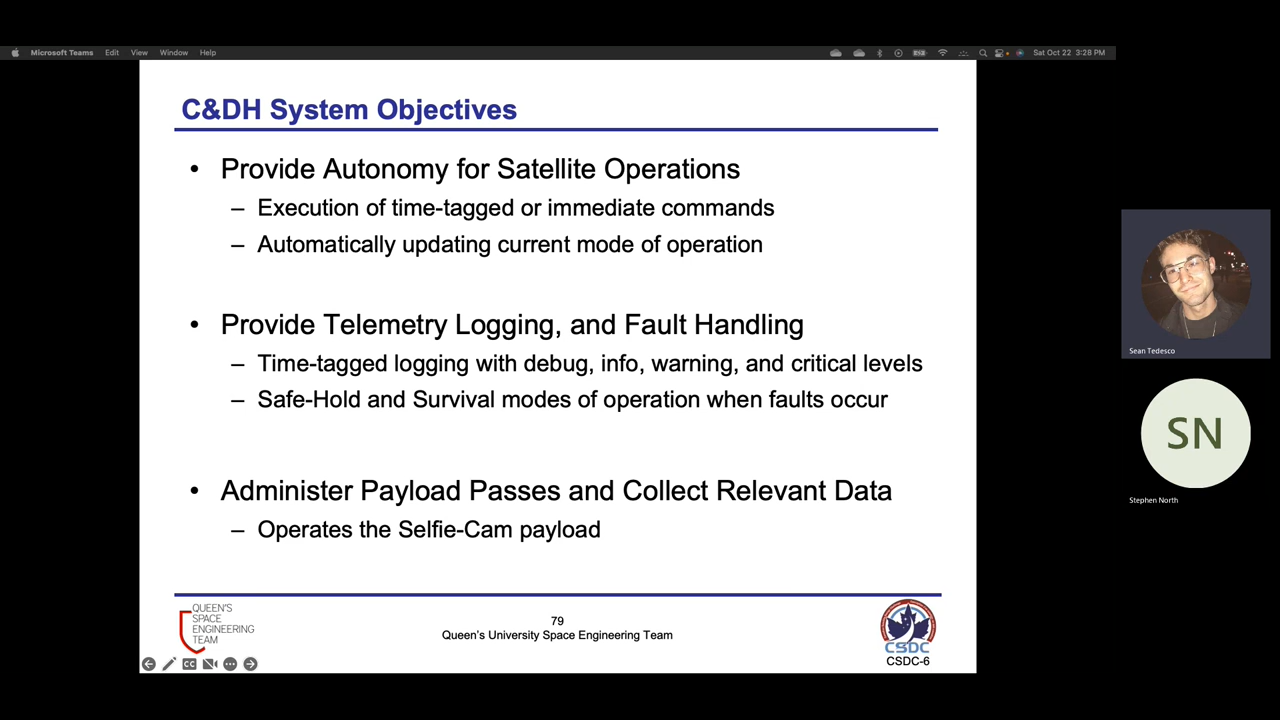 Microsoft Teams Edit View Window Help Sat Oct 22 3:28 PM
C&DH System Objectives
• Provide Autonomy for Satellite Operations
– Execution of time-tagged or immediate commands
– Automatically updating current mode of operation
• Provide Telemetry Logging, and Fault Handling
– Time-tagged logging with debug, info, warning, and critical levels
– Safe-Hold and Survival modes of operation when faults occur
• Administer Payload Passes and Collect Relevant Data
– Operates the Selfie-Cam payload
QUEEN'S
SPACE
ENGINEERING
TEAM
79
Queen's University Space Engineering Team
CSDC
CSDC-6
CC
Sean Tedesco
SN
Stephen North